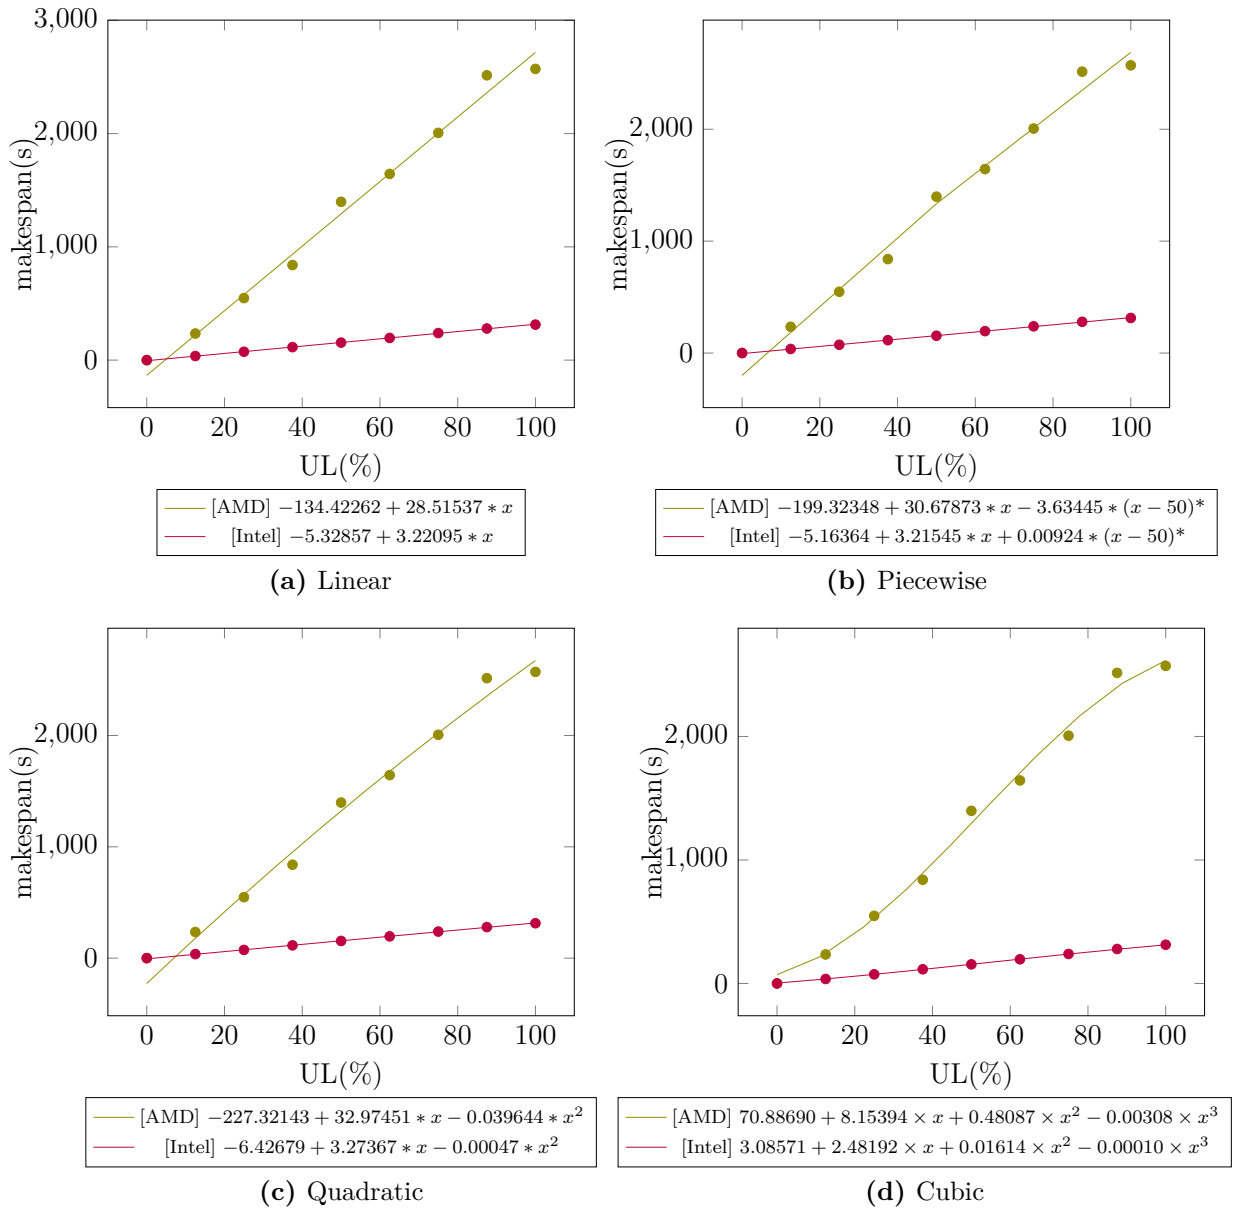 3,000
2,000
1,000
0
makespan(s)
0 20 40 60 80 100
UL(%)
[AMD] −134.42262 + 28.51537 ∗ x
[Intel] −5.32857 + 3.22095 ∗ x
(a) Linear
2,000
1,000
0
makespan(s)
0 20 40 60 80 100
UL(%)
[AMD] −199.32348 + 30.67873 ∗ x − 3.63445 ∗ (x − 50)*
[Intel] −5.16364 + 3.21545 ∗ x + 0.00924 ∗ (x − 50)*
(b) Piecewise
2,000
1,000
0
makespan(s)
0 20 40 60 80 100
UL(%)
[AMD] −227.32143 + 32.97451 ∗ x − 0.039644 ∗ x²
[Intel] −6.42679 + 3.27367 ∗ x − 0.00047 ∗ x²
(c) Quadratic
2,000
1,000
0
makespan(s)
0 20 40 60 80 100
UL(%)
[AMD] 70.88690 + 8.15394 × x + 0.48087 × x² − 0.00308 × x³
[Intel] 3.08571 + 2.48192 × x + 0.01614 × x² − 0.00010 × x³
(d) Cubic